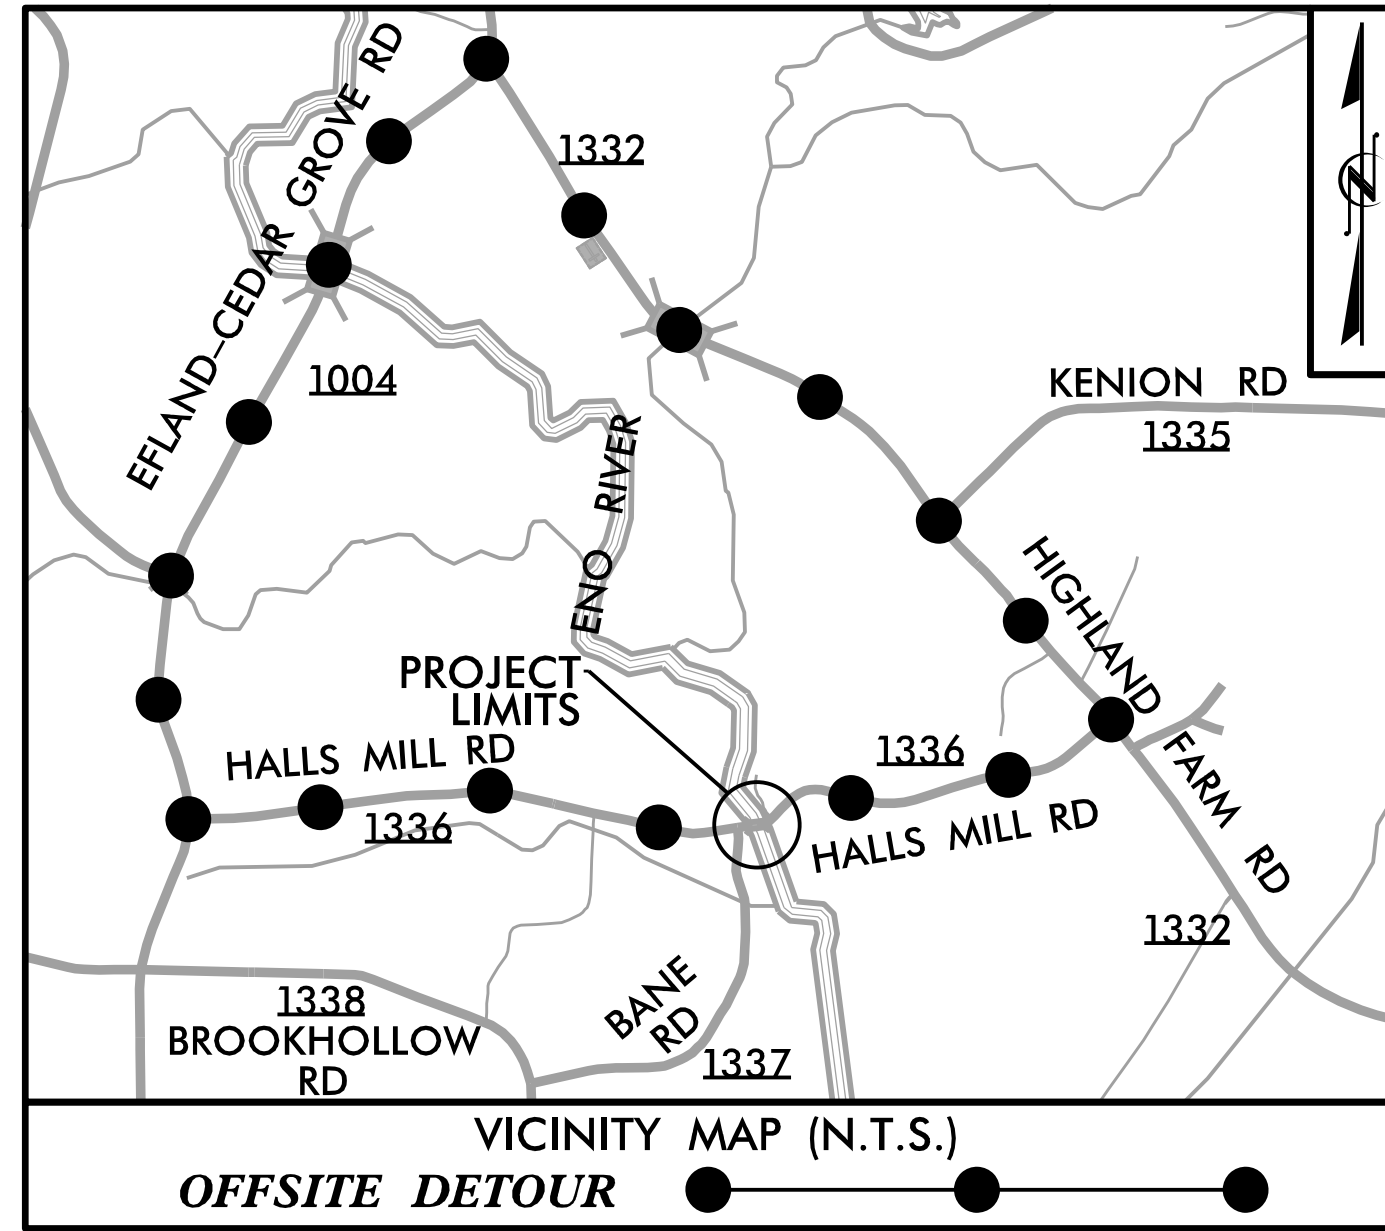 EFLAND-CEDAR GROVE RD
1332
1004
KENION RD
1335
ENO RIVER
HIGHLAND FARM RD
PROJECT
LIMITS
HALLS MILL RD
1336
1336
HALLS MILL RD
1332
1338
BROOKHOLLOW
RD
BANE
RD
1337
N
VICINITY MAP (N.T.S.)
OFFSITE DETOUR